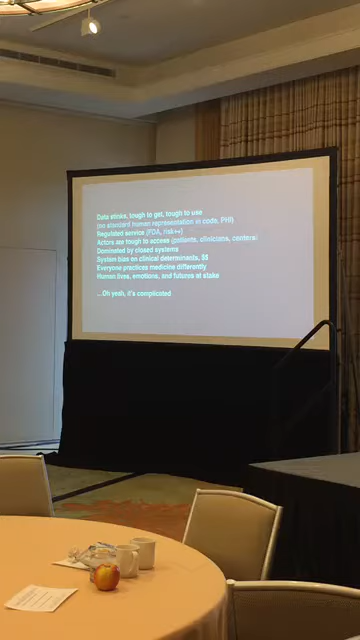 Data stinks, tough to get, tough to use
(no standard human representation in code, PHI)
Regulated service (FDA, risk++)
Actors are tough to access (patients, clinicians, centers)
Dominated by closed systems
System bias on clinical determinants, $$
Everyone practices medicine differently
Human lives, emotions, and futures at stake
...Oh yeah, it's complicated